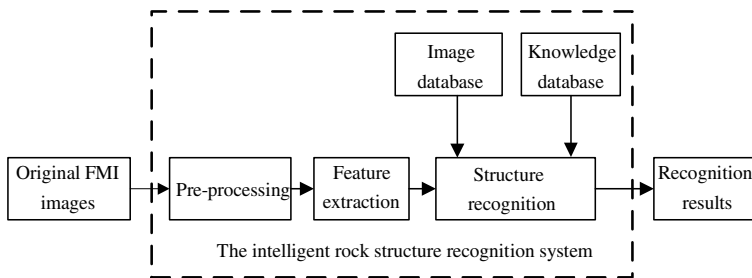 Image
database
Knowledge
database
Original FMI
images
Pre-processing
Feature
extraction
Structure
recognition
Recognition
results
The intelligent rock structure recognition system